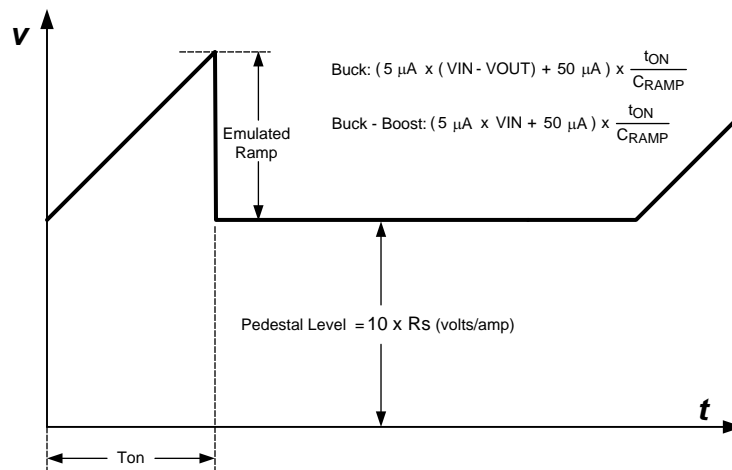 V
Buck: ( 5 µA x ( VIN - VOUT) + 50 µA ) x tON / CRAMP
Buck - Boost: (5 µA x VIN + 50 µA) x tON / CRAMP
Emulated
Ramp
Pedestal Level = 10 x Rs (volts/amp)
t
Ton